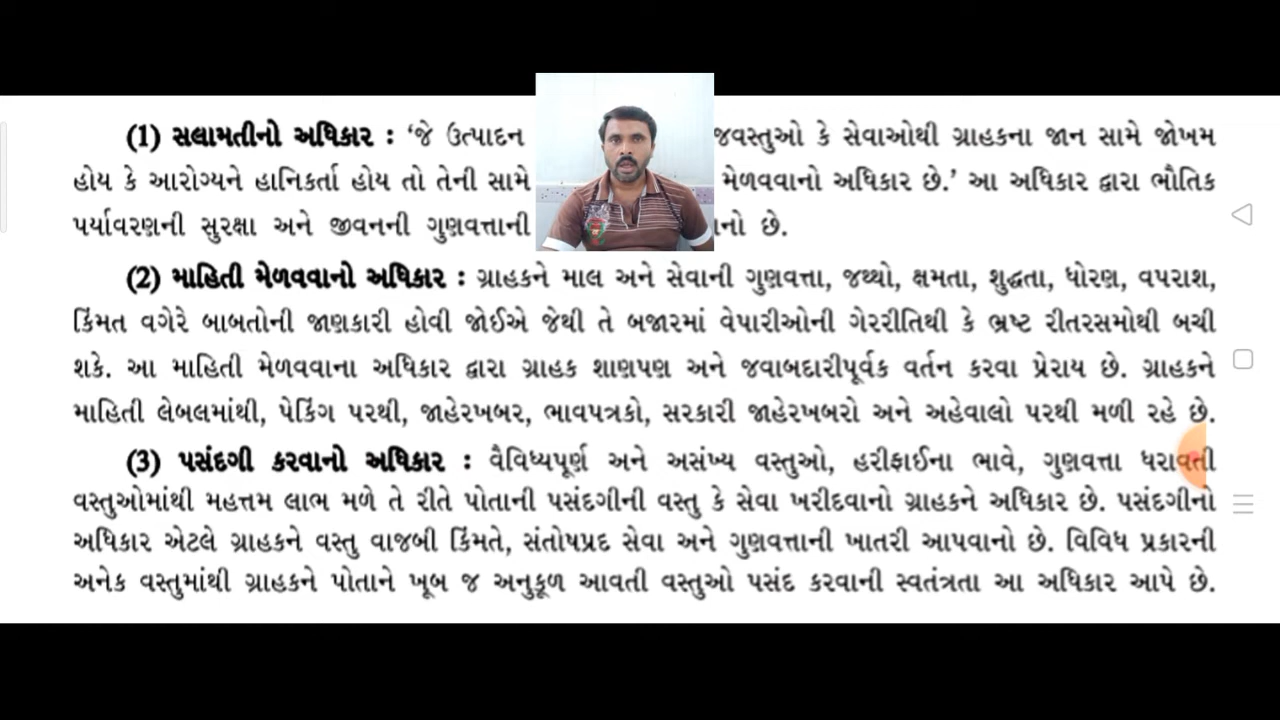 (1) સલામતીનો અધિકાર : ‘જે ઉત્પાદન જવસ્તુઓ કે સેવાઓથી ગ્રાહકના જાન સામે જોખમ
હોય કે આરોગ્યને હાનિકર્તા હોય તો તેની સામે મેળવવાનો અધિકાર છે.’ આ અધિકાર દ્વારા ભૌતિક
પર્યાવરણની સુરક્ષા અને જીવનની ગુણવત્તાની નો છે.
(2) માહિતી મેળવવાનો અધિકાર : ગ્રાહકને માલ અને સેવાની ગુણવત્તા, જથ્થો, ક્ષમતા, શુદ્ધતા, ધોરણ, વપરાશ,
કિંમત વગેરે બાબતોની જાણકારી હોવી જોઈએ જેથી તે બજારમાં વેપારીઓની ગેરરીતિથી કે ભ્રષ્ટ રીતરસમોથી બચી
શકે. આ માહિતી મેળવવાના અધિકાર દ્વારા ગ્રાહક શાણપણ અને જવાબદારીપૂર્વક વર્તન કરવા પ્રેરાય છે. ગ્રાહકને
માહિતી લેબલમાંથી, પેકિંગ પરથી, જાહેરખબર, ભાવપત્રકો, સરકારી જાહેરખબરો અને અહેવાલો પરથી મળી રહે છે.
(3) પસંદગી કરવાનો અધિકાર : વૈવિધ્યપૂર્ણ અને અસંખ્ય વસ્તુઓ, હરીફાઈના ભાવે, ગુણવત્તા ધરાવતી
વસ્તુઓમાંથી મહત્તમ લાભ મળે તે રીતે પોતાની પસંદગીની વસ્તુ કે સેવા ખરીદવાનો ગ્રાહકને અધિકાર છે. પસંદગીનો
અધિકાર એટલે ગ્રાહકને વસ્તુ વાજબી કિંમતે, સંતોષપ્રદ સેવા અને ગુણવત્તાની ખાતરી આપવાનો છે. વિવિધ પ્રકારની
અનેક વસ્તુમાંથી ગ્રાહકને પોતાને ખૂબ જ અનુકૂળ આવતી વસ્તુઓ પસંદ કરવાની સ્વતંત્રતા આ અધિકાર આપે છે.